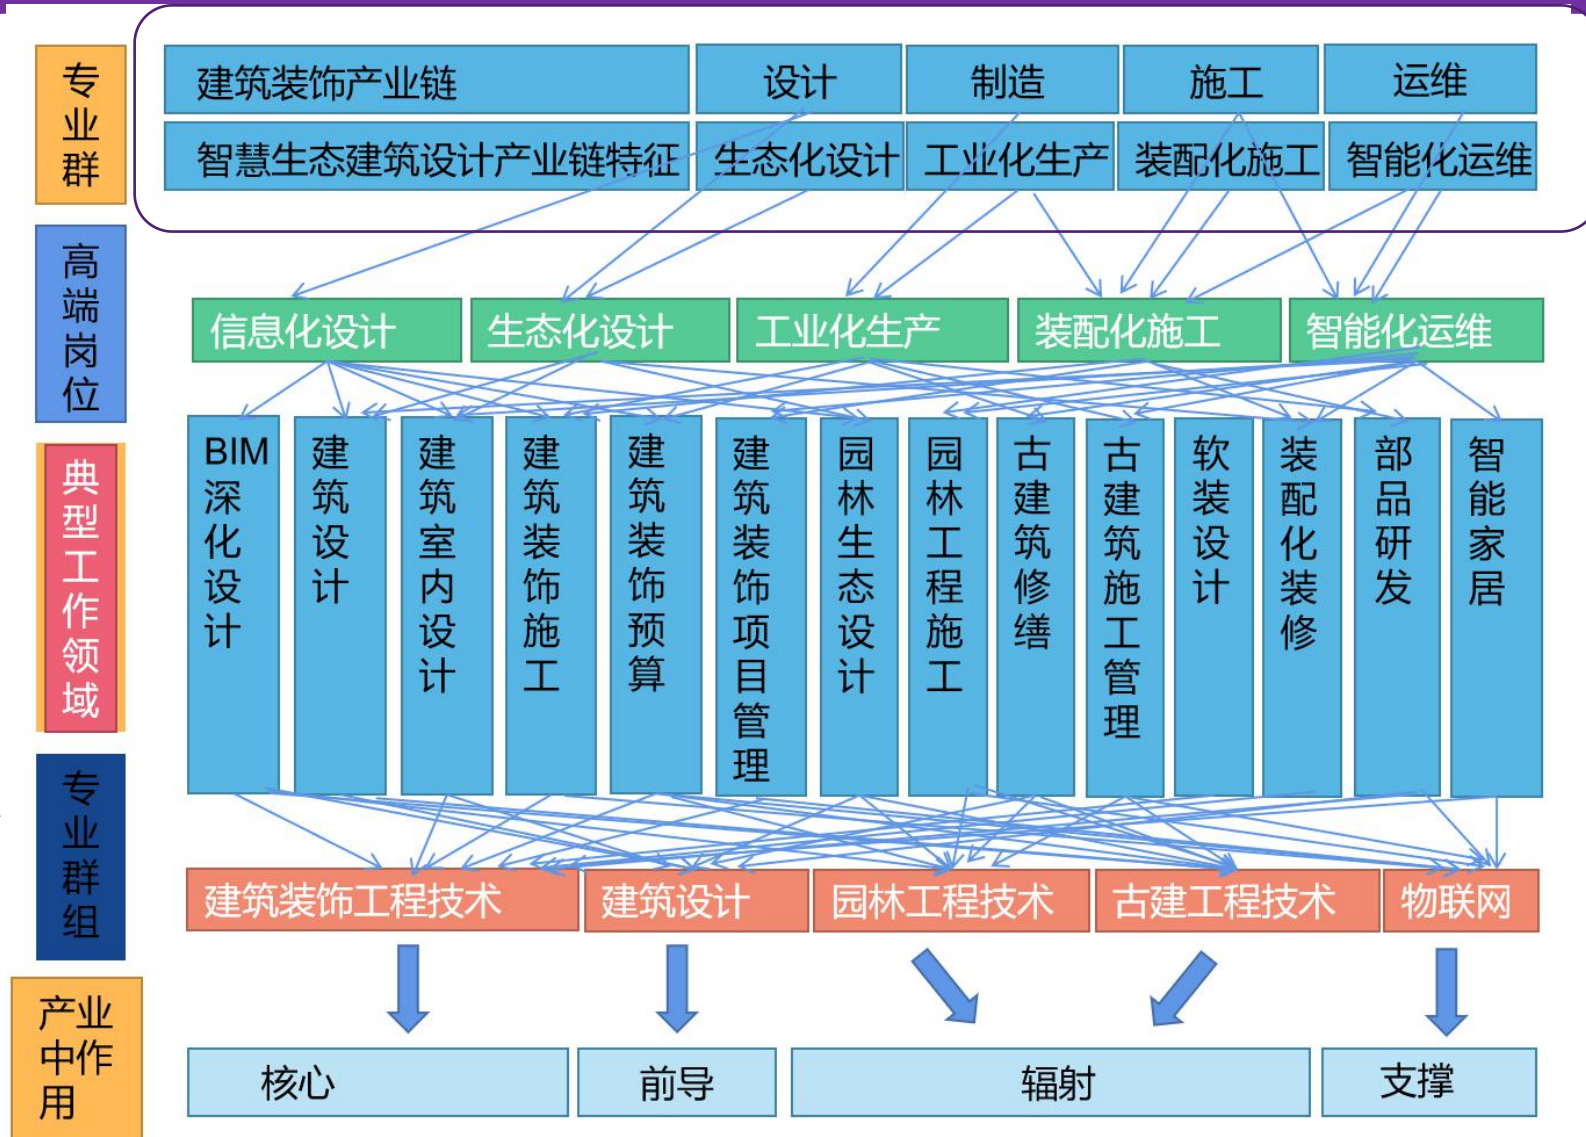 专业群
建筑装饰产业链
设计
制造
施工
运维
智慧生态建筑设计产业链特征
生态化设计
工业化生产
装配化施工
智能化运维
高端岗位
信息化设计
生态化设计
工业化生产
装配化施工
智能化运维
典型工作领域
BIM深化设计
建筑设计
建筑室内设计
建筑装饰施工
建筑装饰预算
建筑装饰项目管理
园林生态设计
园林工程施工
古建筑修缮
古建筑施工管理
软装设计
装配化装修
部品研发
智能家居
专业群组
建筑装饰工程技术
建筑设计
园林工程技术
古建工程技术
物联网
产业
中作
用
核心
前导
辐射
支撑